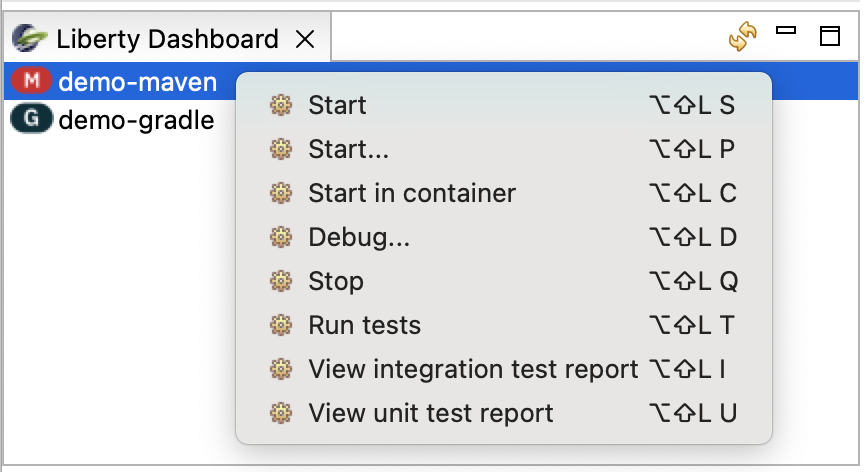 Liberty Dashboard
M demo-maven
G demo-gradle
Start ⌥⇧L S
Start... ⌥⇧L P
Start in container ⌥⇧L C
Debug... ⌥⇧L D
Stop ⌥⇧L Q
Run tests ⌥⇧L T
View integration test report ⌥⇧L I
View unit test report ⌥⇧L U